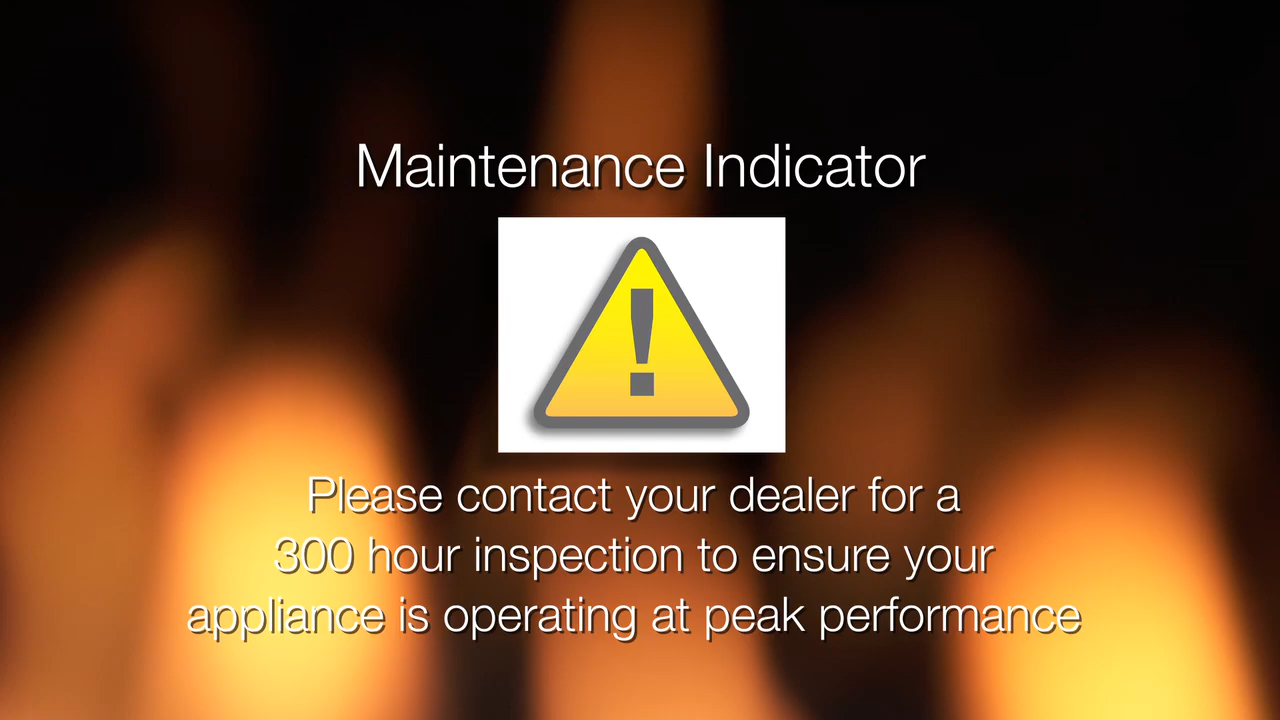 Maintenance Indicator
!
Please contact your dealer for a
300 hour inspection to ensure your
appliance is operating at peak performance